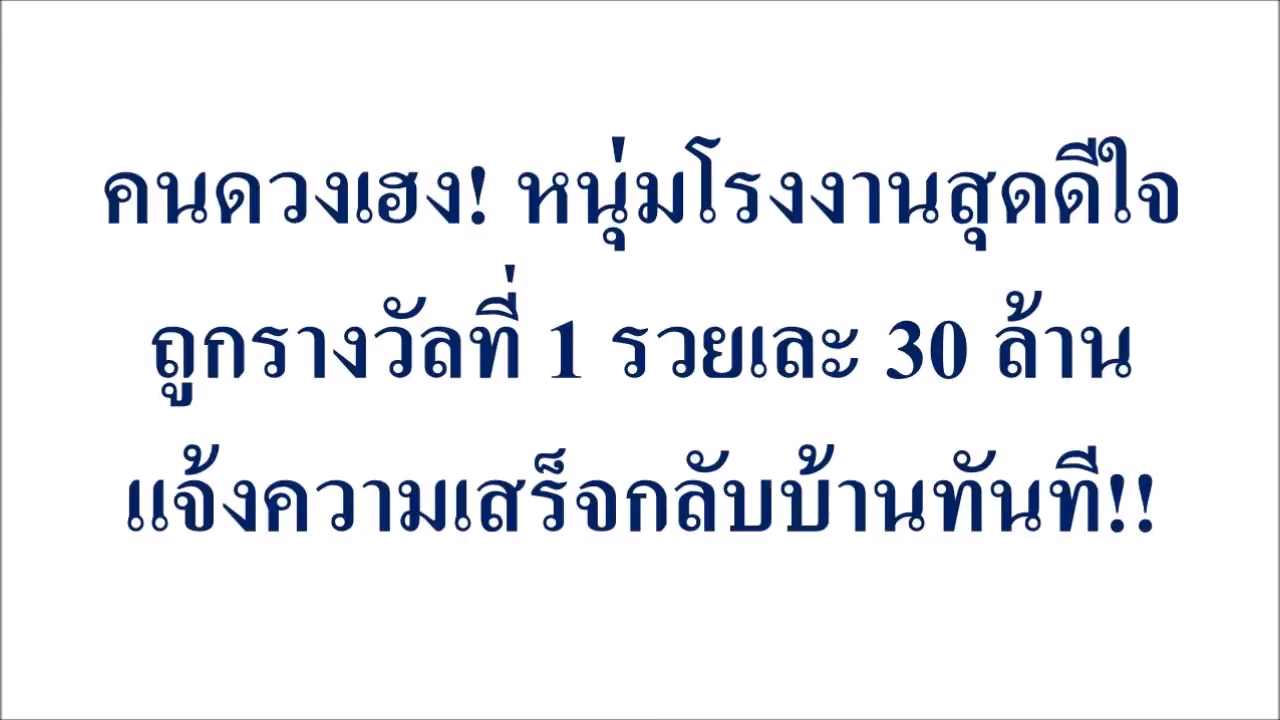 คนดวงเฮง! หนุ่มโรงงานสุดดีใจ
ถูกรางวัลที่ 1 รวยเละ 30 ล้าน
แจ้งความเสร็จกลับบ้านทันที!!